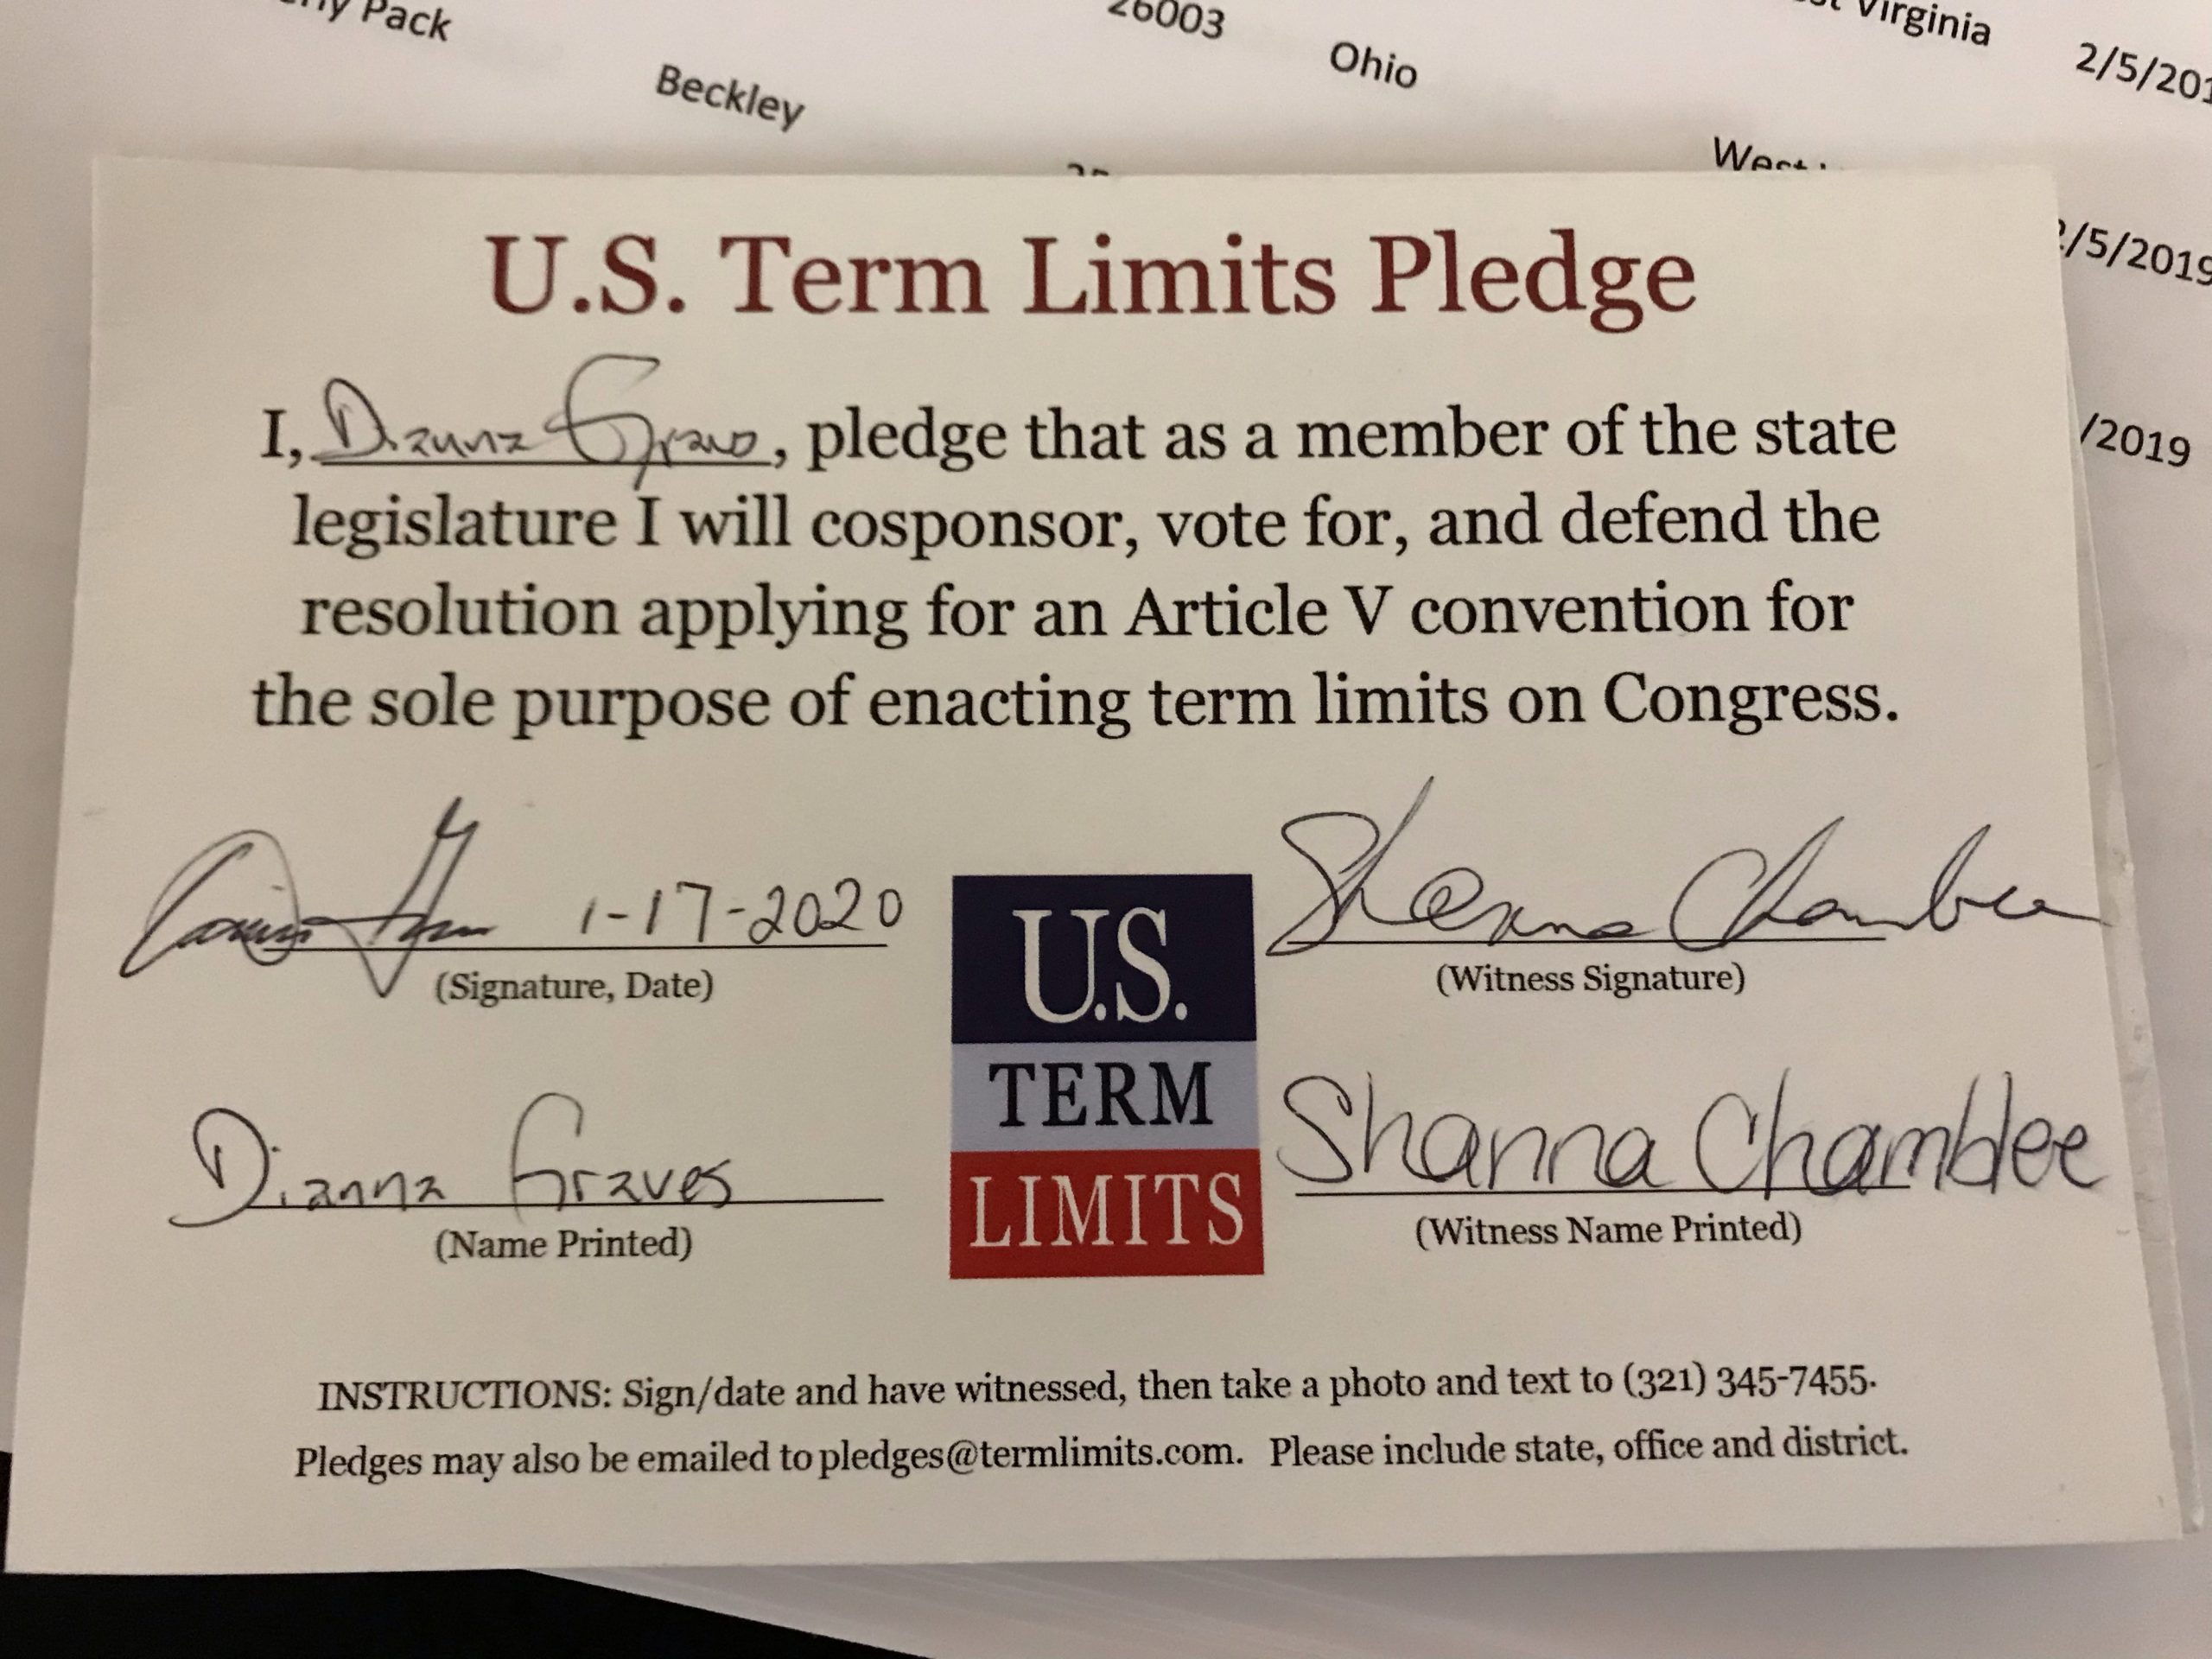 Pack
26003
Virginia
2/5/201
Beckley
Ohio
2/5/2019
/2019
U.S. Term Limits Pledge
I, Dianna Graves, pledge that as a member of the state
legislature I will cosponsor, vote for, and defend the
resolution applying for an Article V convention for
the sole purpose of enacting term limits on Congress.
1-17-2020
Shanna Chamblee
(Signature, Date)
(Witness Signature)
U.S.
TERM
LIMITS
Dianna Graves
Shanna Chamblee
(Name Printed)
(Witness Name Printed)
INSTRUCTIONS: Sign/date and have witnessed, then take a photo and text to (321) 345-7455.
Pledges may also be emailed to pledges@termlimits.com. Please include state, office and district.